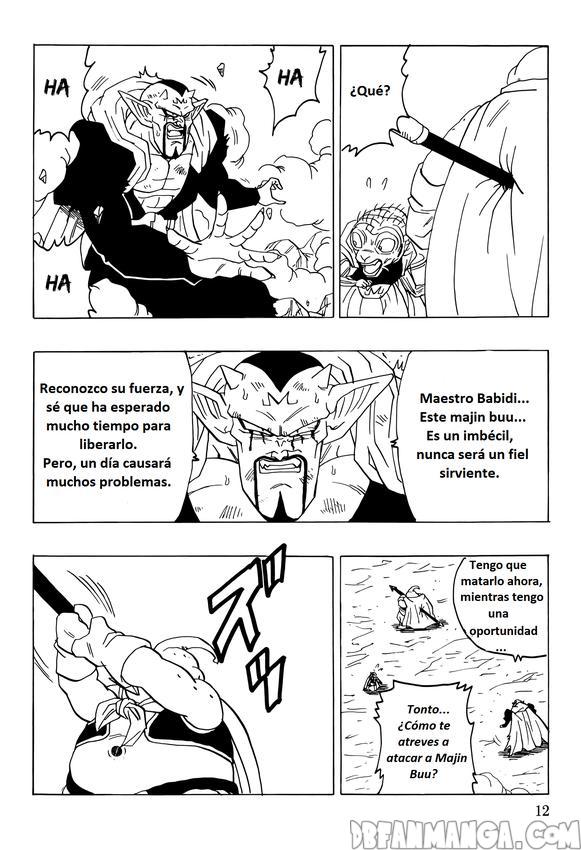 ¿Qué?
HA
HA
HA
Maestro Babidi...
Este majin buu...
Es un imbécil,
nunca será un fiel
sirviente.
Reconozco su fuerza, y
sé que ha esperado
mucho tiempo para
liberarlo.
Pero, un día causará
muchos problemas.
Tengo que
matarlo ahora,
mientras tengo
una
oportunidad
...
Tonto...
¿Cómo te
atreves a
atacar a Majin
Buu?
ズッ
12
DBFANMANGA.COM